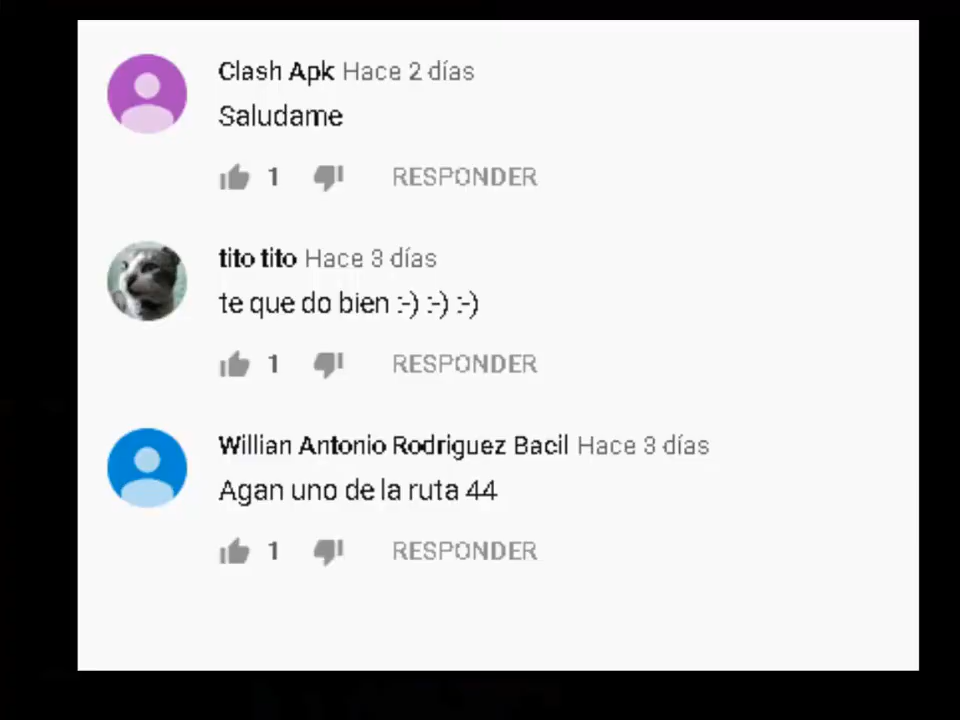 Clash Apk Hace 2 días
Saludame
1 RESPONDER
tito tito Hace 3 días
te que do bien :-) :-) :-)
1 RESPONDER
Willian Antonio Rodriguez Bacil Hace 3 días
Agan uno de la ruta 44
1 RESPONDER